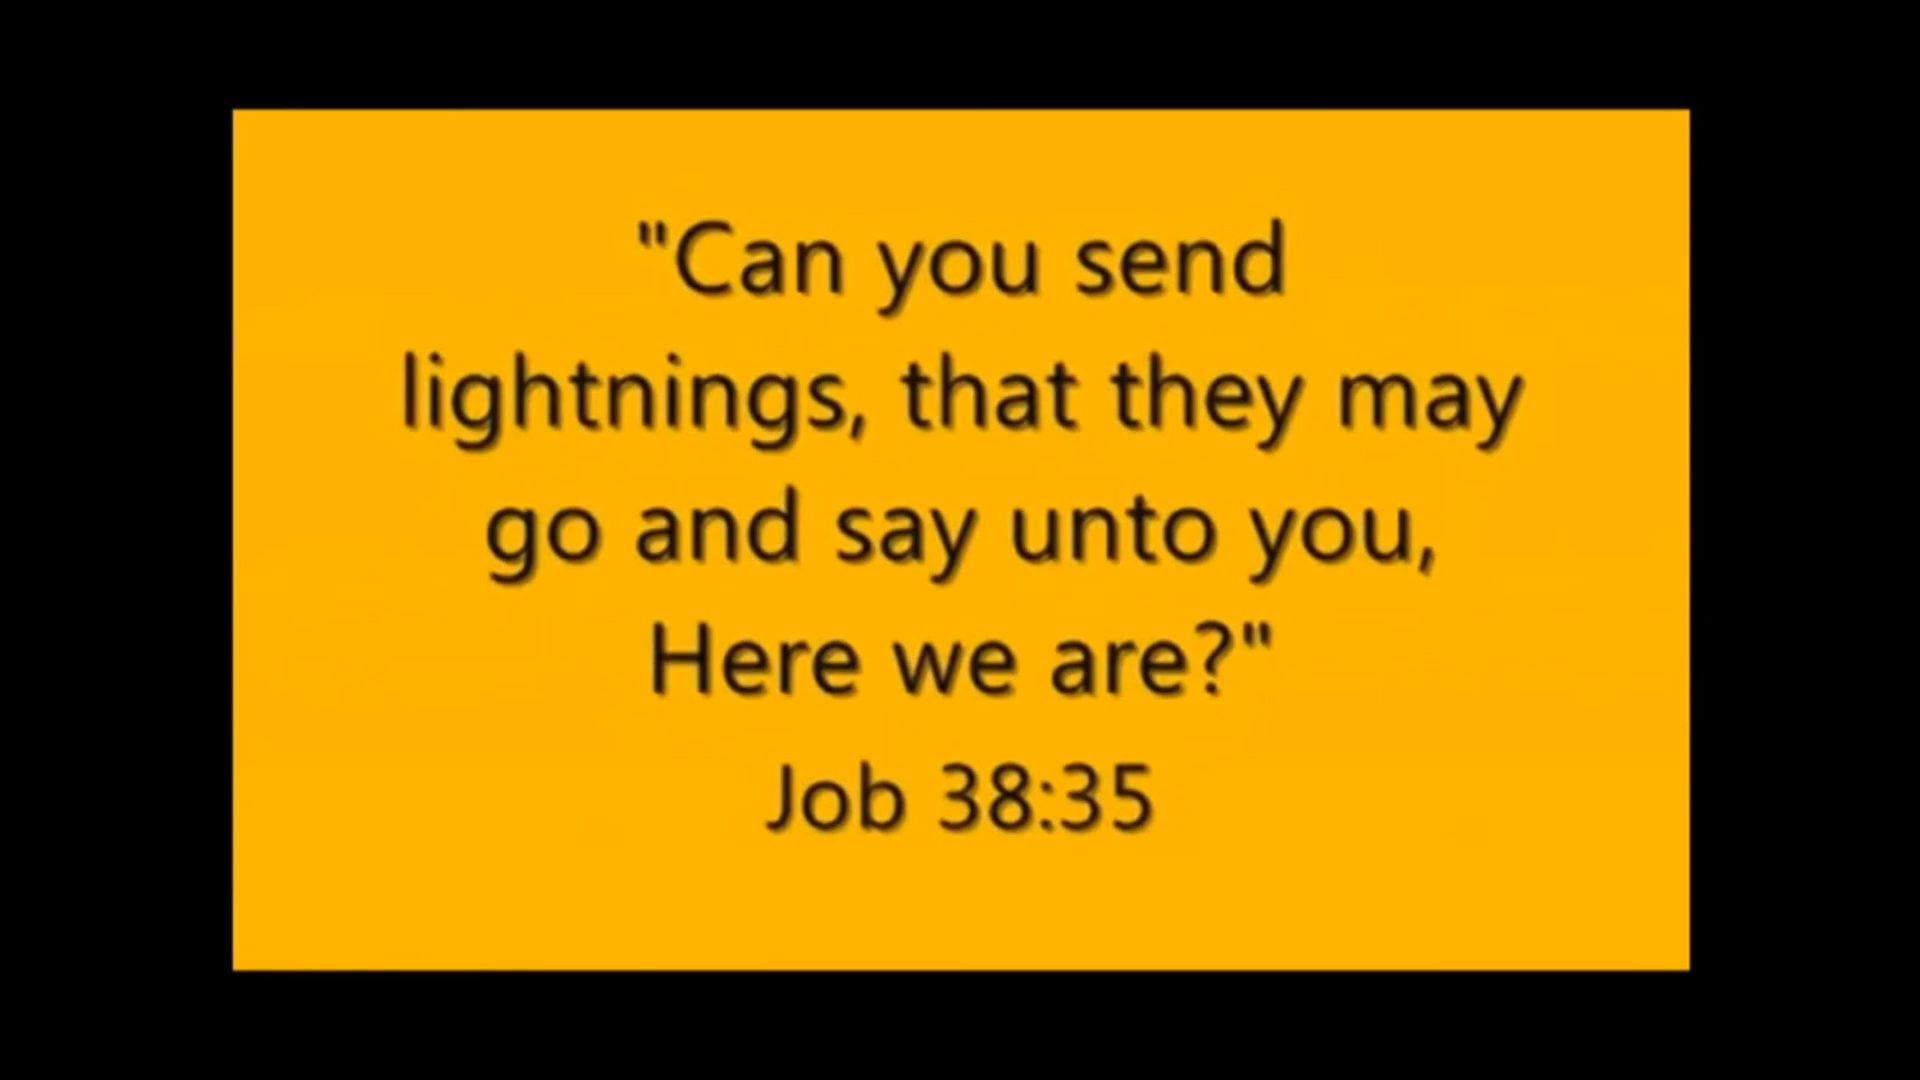 "Can you send
lightnings, that they may
go and say unto you,
Here we are?"
Job 38:35